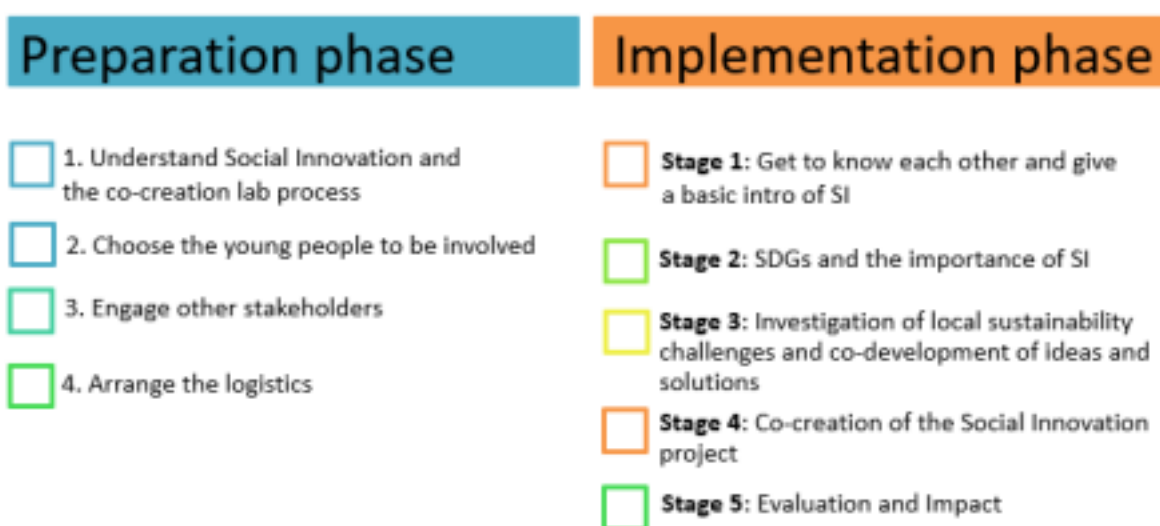 Preparation phase
1. Understand Social Innovation and
the co-creation lab process
2. Choose the young people to be involved
3. Engage other stakeholders
4. Arrange the logistics
Implementation phase
Stage 1: Get to know each other and give
a basic intro of SI
Stage 2: SDGs and the importance of SI
Stage 3: Investigation of local sustainability
challenges and co-development of ideas and
solutions
Stage 4: Co-creation of the Social Innovation
project
Stage 5: Evaluation and Impact